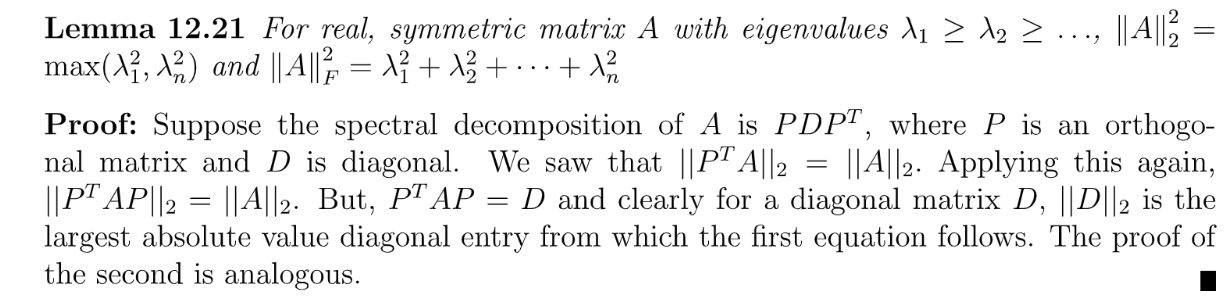 Lemma 12.21 For real, symmetric matrix A with eigenvalues λ₁ ≥ λ₂ ≥ ..., ‖A‖₂² =
max(λ₁², λₙ²) and ‖A‖_F² = λ₁² + λ₂² + ⋯ + λₙ²
Proof: Suppose the spectral decomposition of A is PDPᵀ, where P is an orthogo-
nal matrix and D is diagonal. We saw that ||PᵀA||₂ = ||A||₂. Applying this again,
||PᵀAP||₂ = ||A||₂. But, PᵀAP = D and clearly for a diagonal matrix D, ||D||₂ is the
largest absolute value diagonal entry from which the first equation follows. The proof of
the second is analogous.